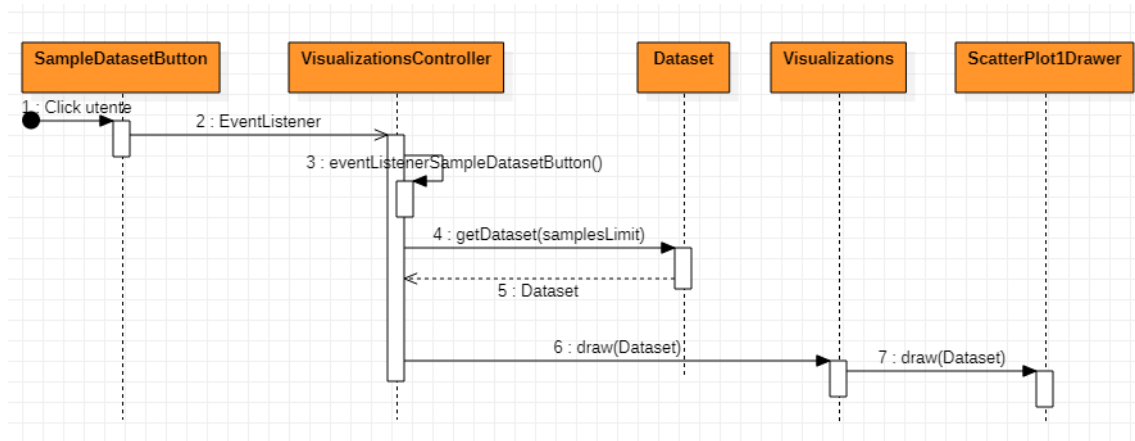 SampleDatasetButton
VisualizationsController
Dataset
Visualizations
ScatterPlot1Drawer
1 : Click utente
2 : EventListener
3 : eventListenerSampleDatasetButton()
4 : getDataset(samplesLimit)
5 : Dataset
6 : draw(Dataset)
7 : draw(Dataset)